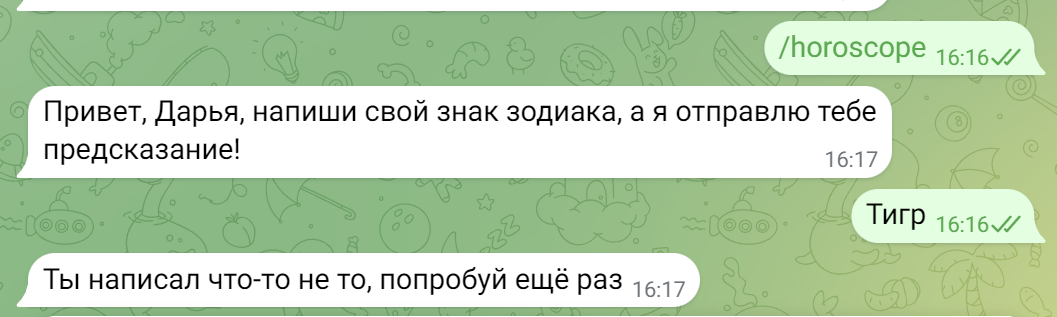 /horoscope 16:16
Привет, Дарья, напиши свой знак зодиака, а я отправлю тебе
предсказание! 16:17
Тигр 16:16
Ты написал что-то не то, попробуй ещё раз 16:17